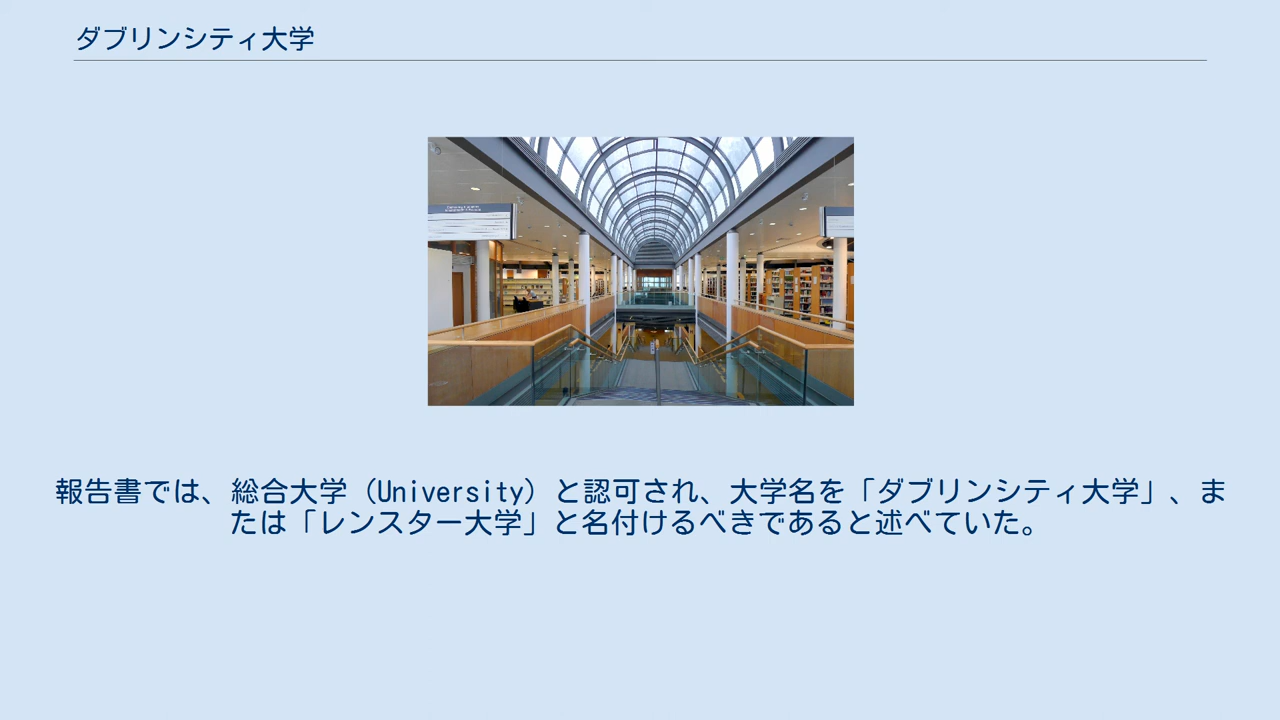 ダブリンシティ大学
報告書では、総合大学（University）と認可され、大学名を「ダブリンシティ大学」、ま
たは「レンスター大学」と名付けるべきであると述べていた。